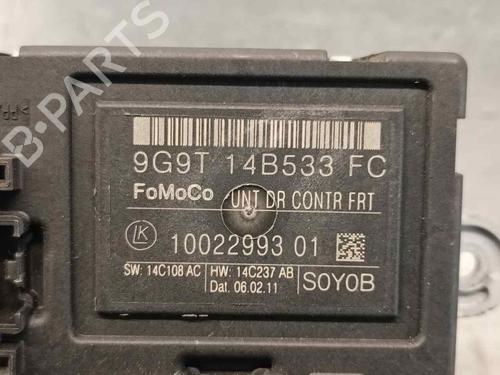 B-PARTS
9G9T 14B533 FC
FoMoCo UNT DR CONTR FRT
LK 10022993 01
SW: 14C108 AC HW: 14C237 AB
Dat. 06.02.11 S0Y0B